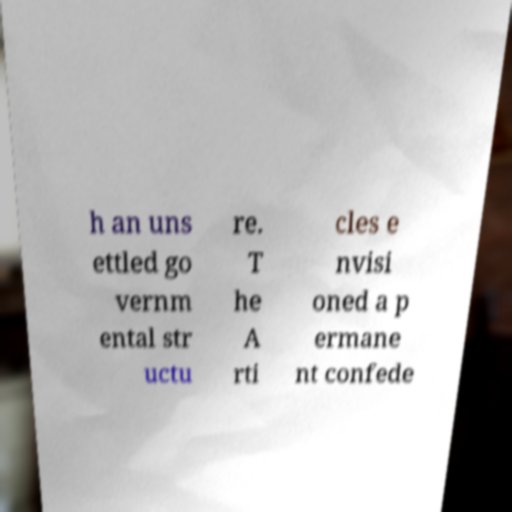 h an uns
ettled go
vernm
ental str
uctu
re.
T
he
A
rti
cles e
nvisi
oned a p
ermane
nt confede